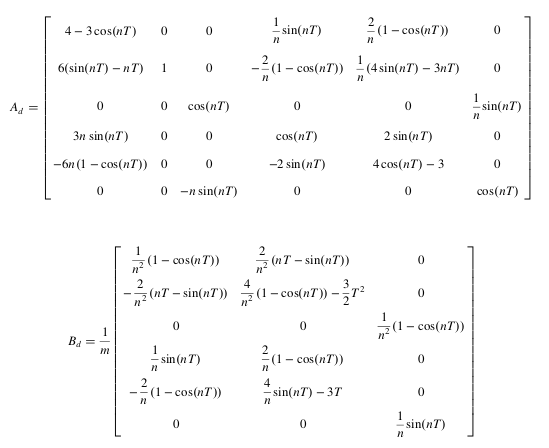 A_d = [ 4 − 3cos(nT) 0 0 1/n sin(nT) 2/n (1 − cos(nT)) 0
6(sin(nT) − nT) 1 0 −2/n (1 − cos(nT)) 1/n (4 sin(nT) − 3nT) 0
0 0 cos(nT) 0 0 1/n sin(nT)
3n sin(nT) 0 0 cos(nT) 2 sin(nT) 0
−6n(1 − cos(nT)) 0 0 −2 sin(nT) 4 cos(nT) − 3 0
0 0 −n sin(nT) 0 0 cos(nT) ]
B_d = 1/m [ 1/n² (1 − cos(nT)) 2/n² (nT − sin(nT)) 0
−2/n² (nT − sin(nT)) 4/n² (1 − cos(nT)) − 3/2 T² 0
0 0 1/n² (1 − cos(nT))
1/n sin(nT) 2/n (1 − cos(nT)) 0
−2/n (1 − cos(nT)) 4/n sin(nT) − 3T 0
0 0 1/n sin(nT) ]